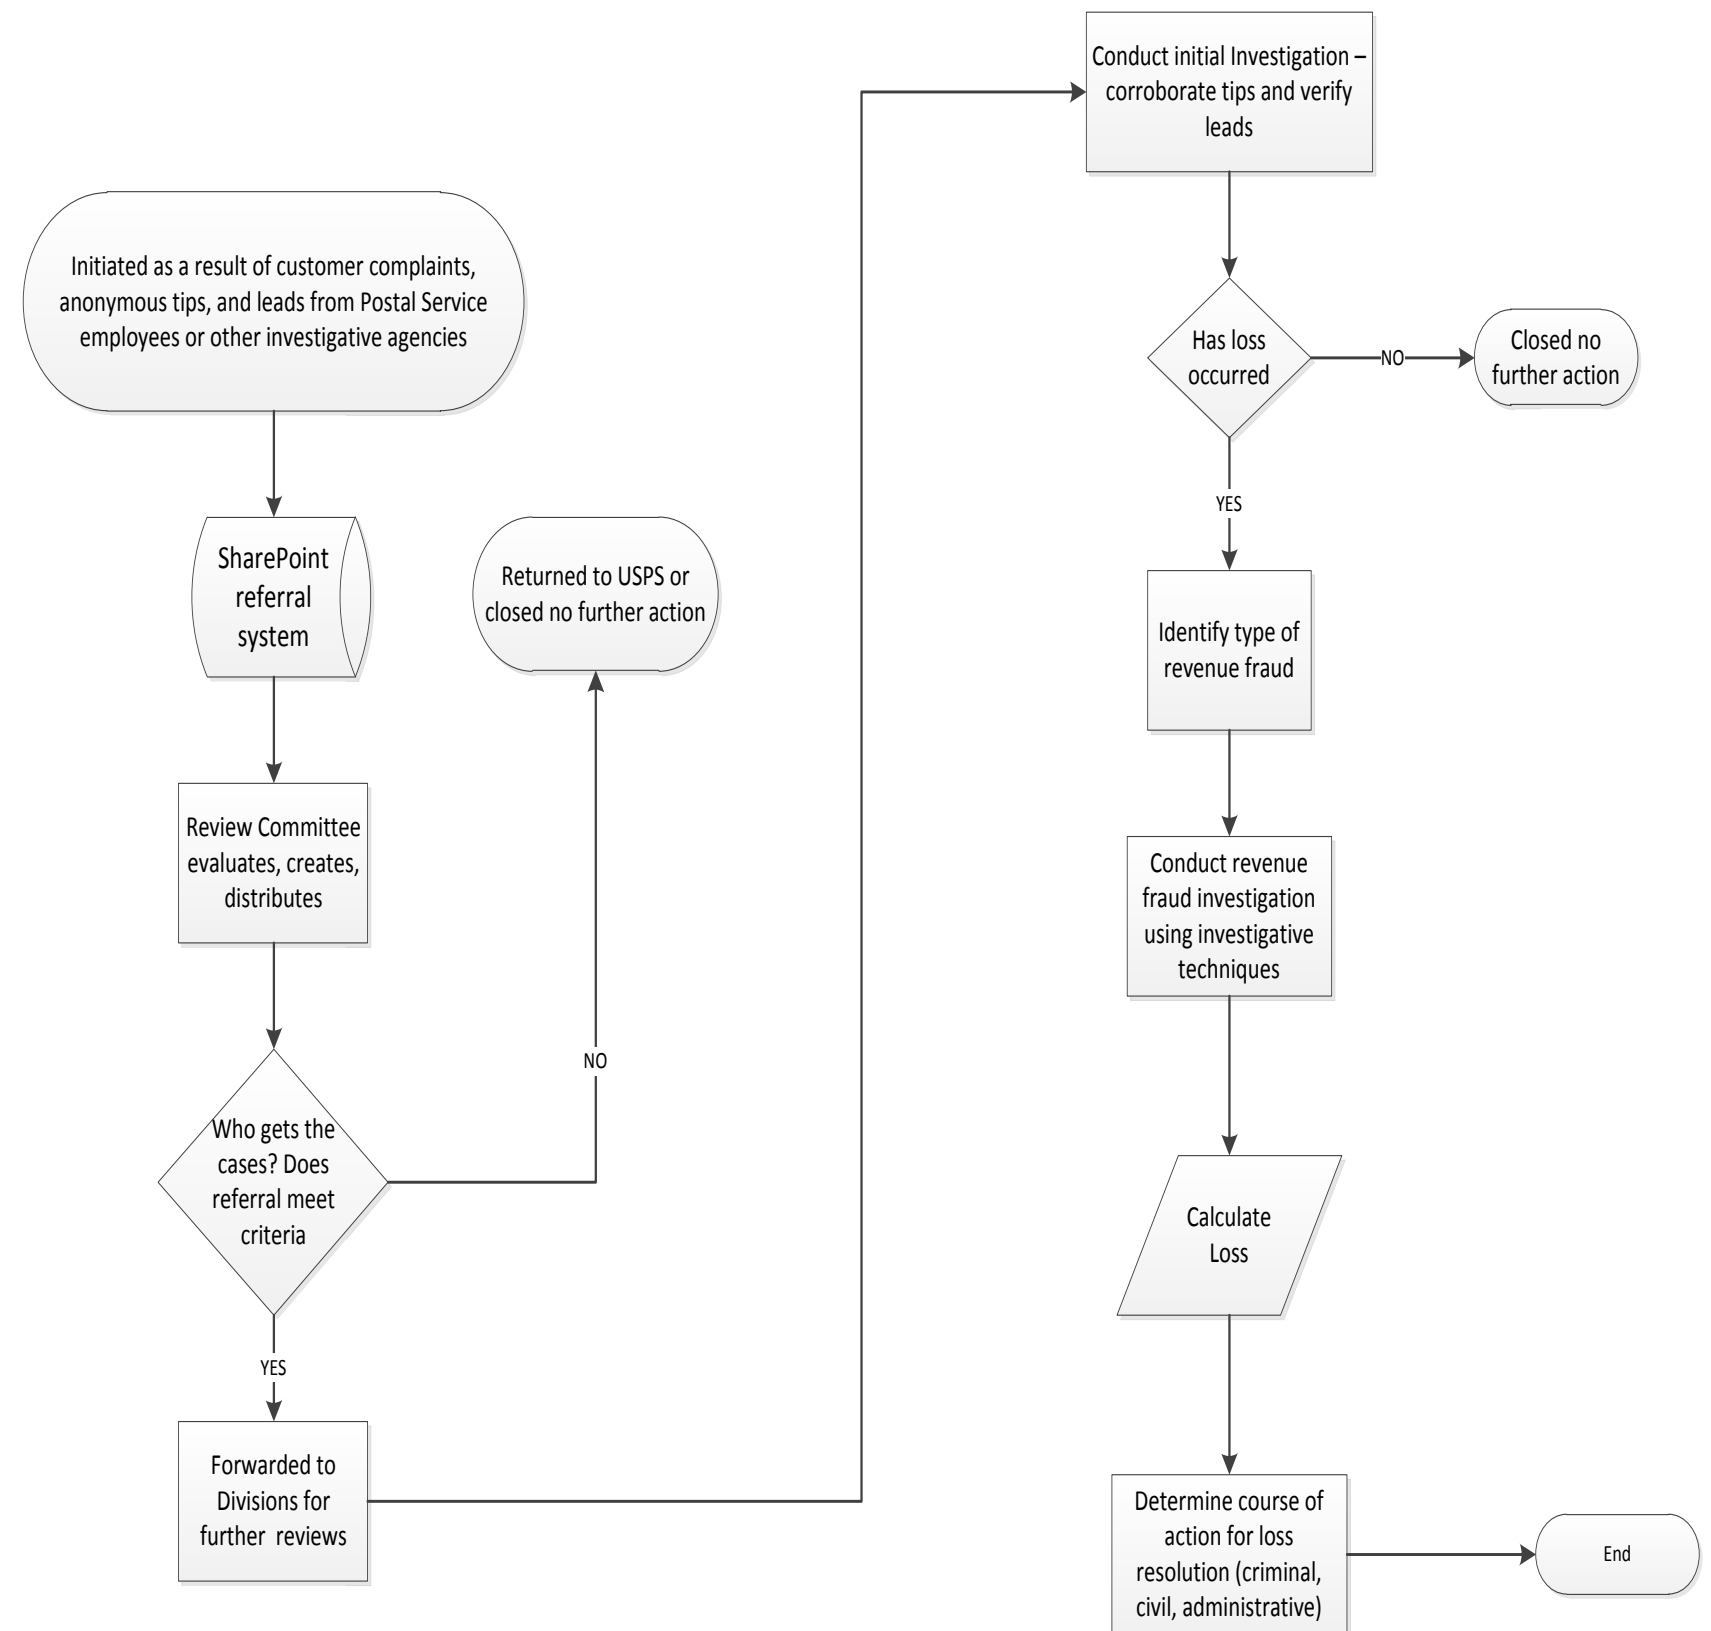 Initiated as a result of customer complaints,
anonymous tips, and leads from Postal Service
employees or other investigative agencies
SharePoint
referral
system
Review Committee
evaluates, creates,
distributes
Who gets the
cases? Does
referral meet
criteria
NO
Returned to USPS or
closed no further action
YES
Forwarded to
Divisions for
further reviews
Conduct initial Investigation –
corroborate tips and verify
leads
Has loss
occurred
NO
Closed no
further action
YES
Identify type of
revenue fraud
Conduct revenue
fraud investigation
using investigative
techniques
Calculate
Loss
Determine course of
action for loss
resolution (criminal,
civil, administrative)
End